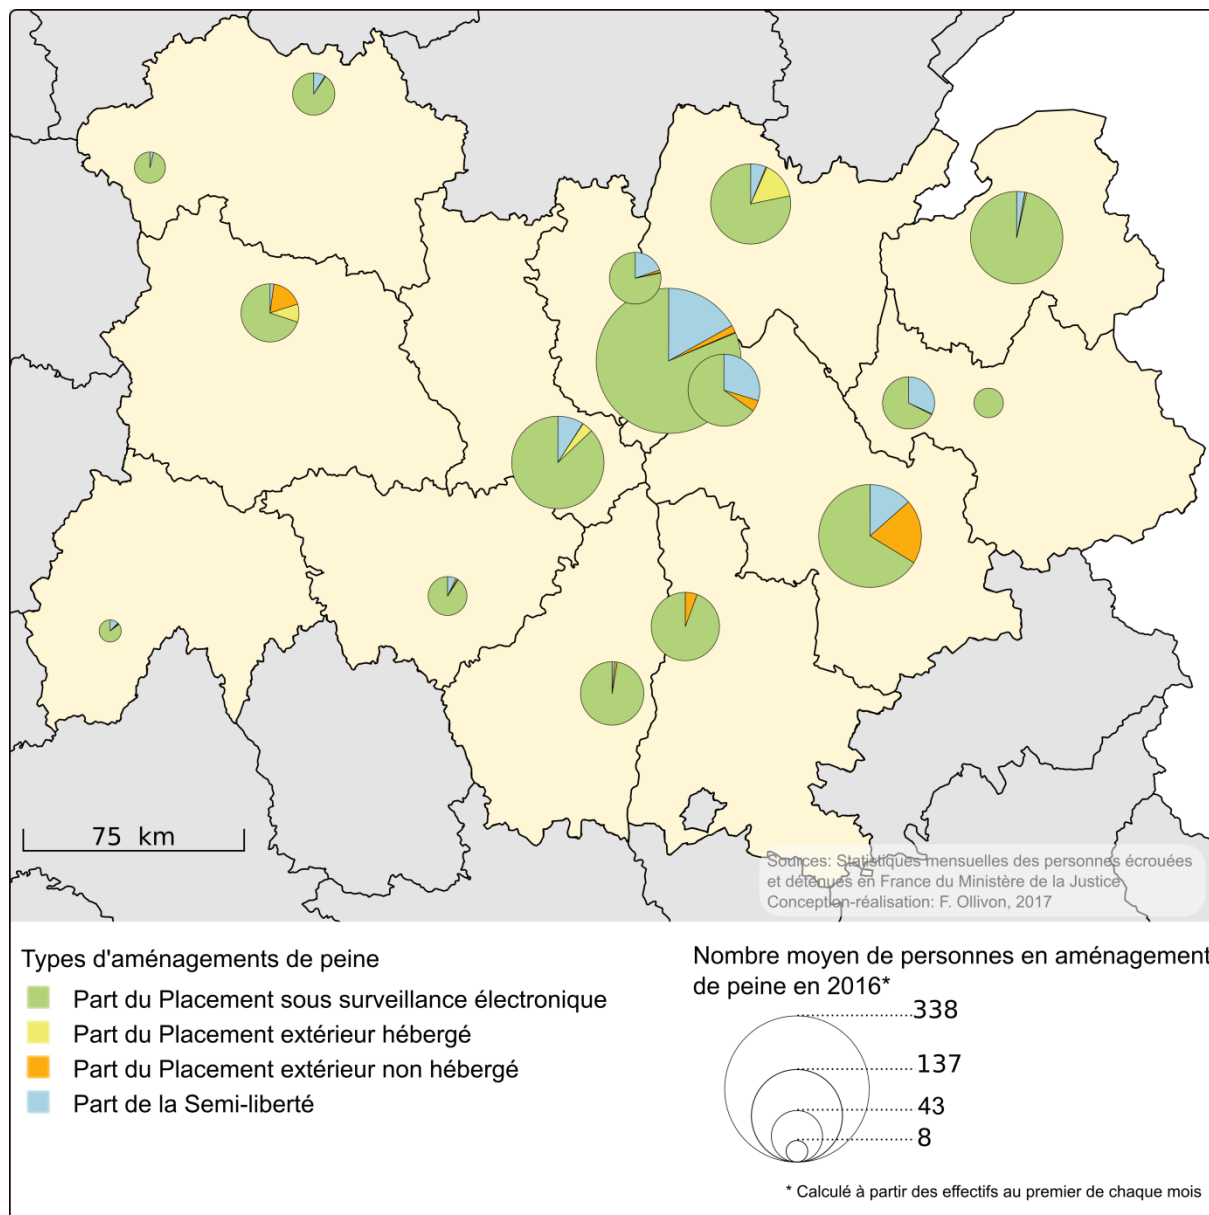 75 km
Sources: Statistiques mensuelles des personnes écrouées
et détenues en France du Ministère de la Justice
Conception-réalisation: F. Ollivon, 2017
Types d'aménagements de peine
Part du Placement sous surveillance électronique
Part du Placement extérieur hébergé
Part du Placement extérieur non hébergé
Part de la Semi-liberté
Nombre moyen de personnes en aménagement
de peine en 2016*
338
137
43
8
* Calculé à partir des effectifs au premier de chaque mois